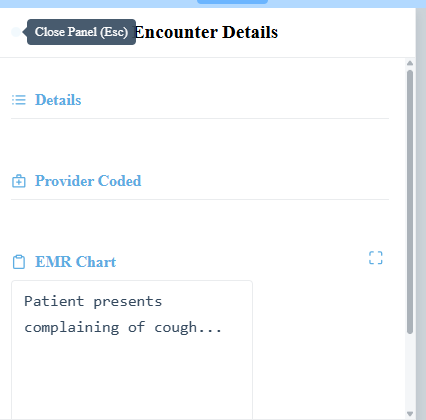 Close Panel (Esc) Encounter Details
Details
Provider Coded
EMR Chart
Patient presents
complaining of cough...